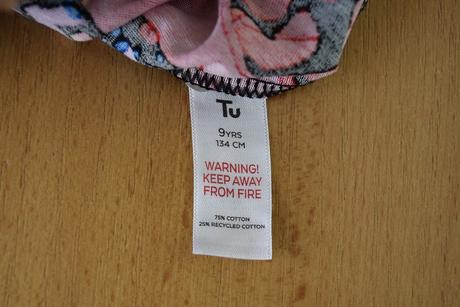 Tu
9YRS
134 CM
WARNING!
KEEP AWAY
FROM FIRE
75% COTTON
25% RECYCLED COTTON